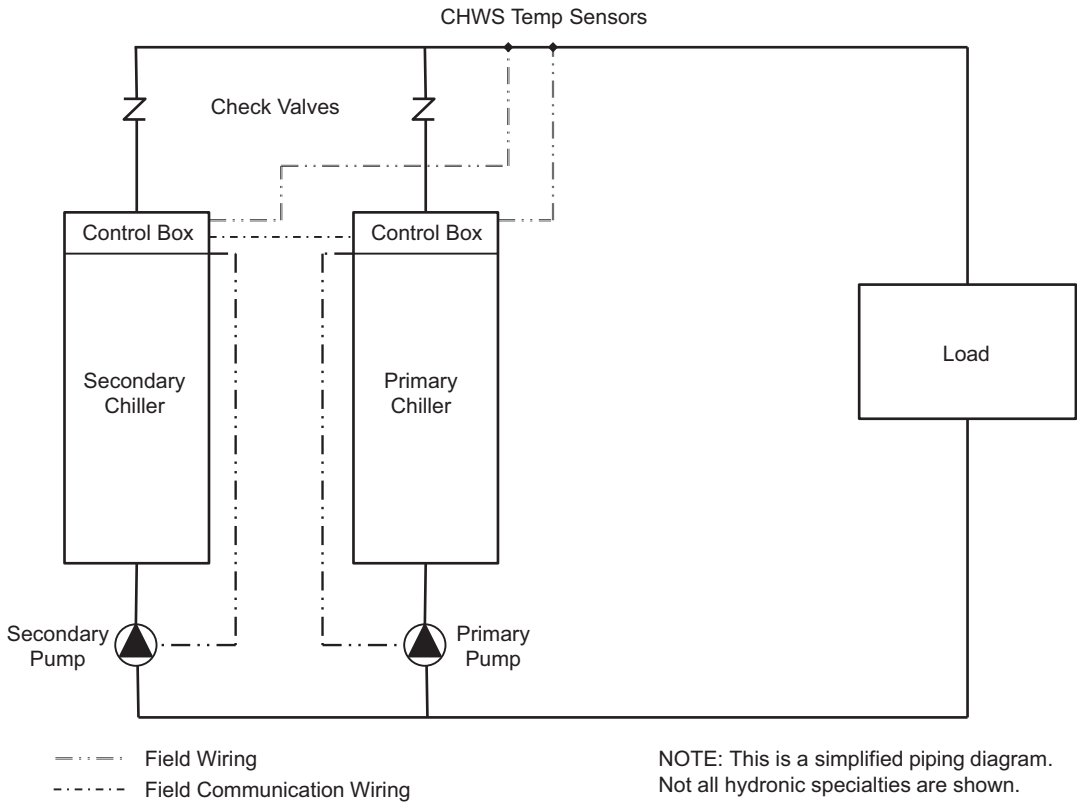 CHWS Temp Sensors
Check Valves
Control Box
Control Box
Secondary
Chiller
Primary
Chiller
Load
Secondary
Pump
Primary
Pump
Field Wiring
Field Communication Wiring
NOTE: This is a simplified piping diagram.
Not all hydronic specialties are shown.